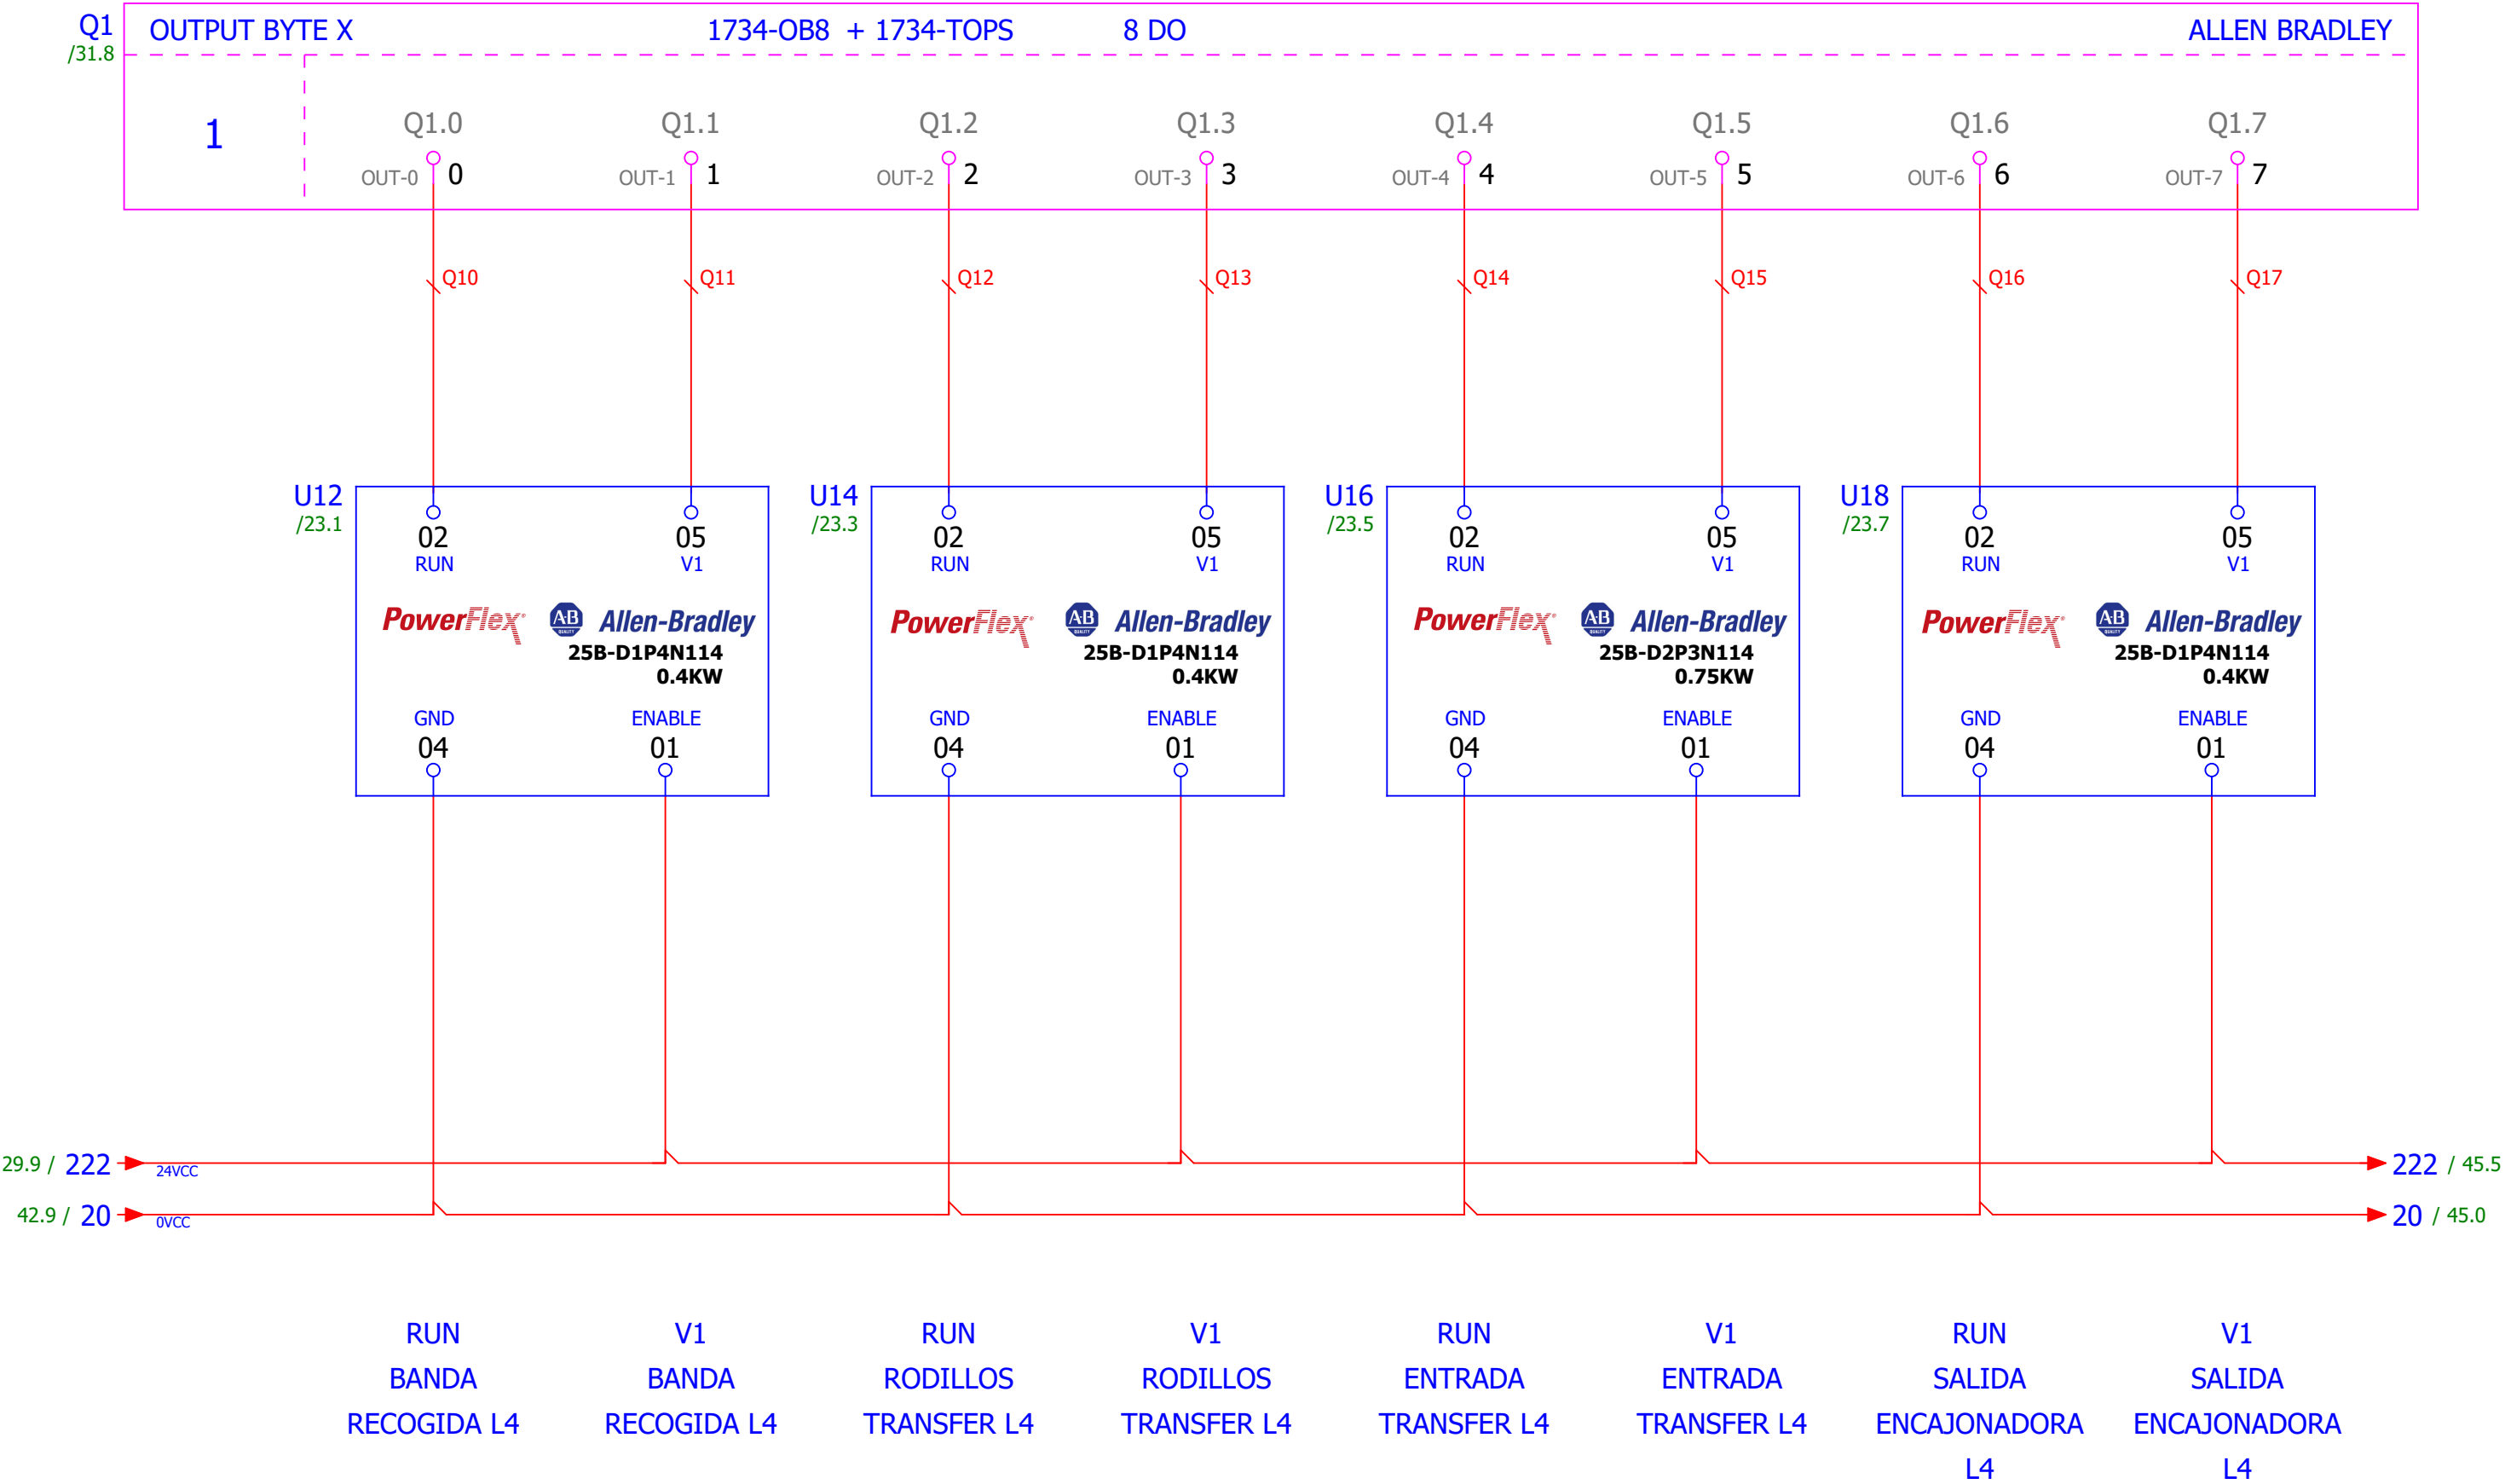 Q1 OUTPUT BYTE X 1734-OB8 + 1734-TOPS 8 DO ALLEN BRADLEY
/31.8
1 Q1.0 Q1.1 Q1.2 Q1.3 Q1.4 Q1.5 Q1.6 Q1.7
OUT-0 0 OUT-1 1 OUT-2 2 OUT-3 3 OUT-4 4 OUT-5 5 OUT-6 6 OUT-7 7
Q10 Q11 Q12 Q13 Q14 Q15 Q16 Q17
U12 U14 U16 U18
/23.1 /23.3 /23.5 /23.7
02 05 02 05 02 05 02 05
RUN V1 RUN V1 RUN V1 RUN V1
PowerFlex AB QUALITY Allen-Bradley PowerFlex AB QUALITY Allen-Bradley PowerFlex AB QUALITY Allen-Bradley PowerFlex AB QUALITY Allen-Bradley
25B-D1P4N114 25B-D1P4N114 25B-D2P3N114 25B-D1P4N114
0.4KW 0.4KW 0.75KW 0.4KW
GND ENABLE GND ENABLE GND ENABLE GND ENABLE
04 01 04 01 04 01 04 01
29.9 / 222 24VCC 222 / 45.5
42.9 / 20 0VCC 20 / 45.0
RUN V1 RUN V1 RUN V1 RUN V1
BANDA BANDA RODILLOS RODILLOS ENTRADA ENTRADA SALIDA SALIDA
RECOGIDA L4 RECOGIDA L4 TRANSFER L4 TRANSFER L4 TRANSFER L4 TRANSFER L4 ENCAJONADORA ENCAJONADORA
L4 L4